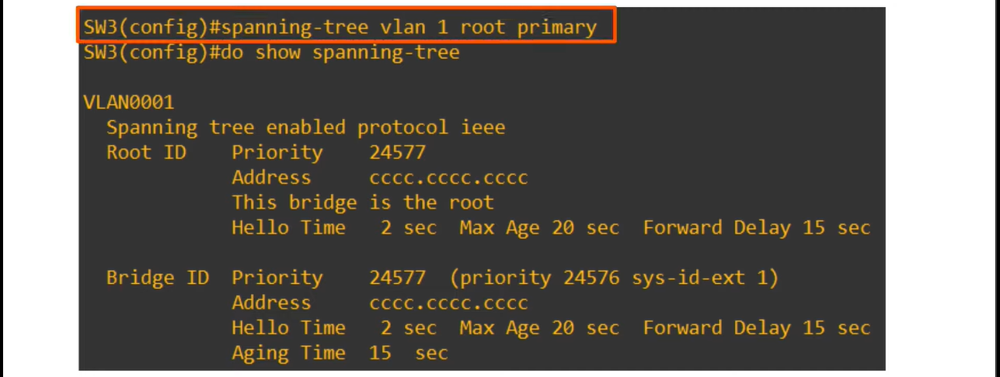 SW3(config)#spanning-tree vlan 1 root primary
SW3(config)#do show spanning-tree
VLAN0001
Spanning tree enabled protocol ieee
Root ID Priority 24577
Address cccc.cccc.cccc
This bridge is the root
Hello Time 2 sec Max Age 20 sec Forward Delay 15 sec
Bridge ID Priority 24577 (priority 24576 sys-id-ext 1)
Address cccc.cccc.cccc
Hello Time 2 sec Max Age 20 sec Forward Delay 15 sec
Aging Time 15 sec